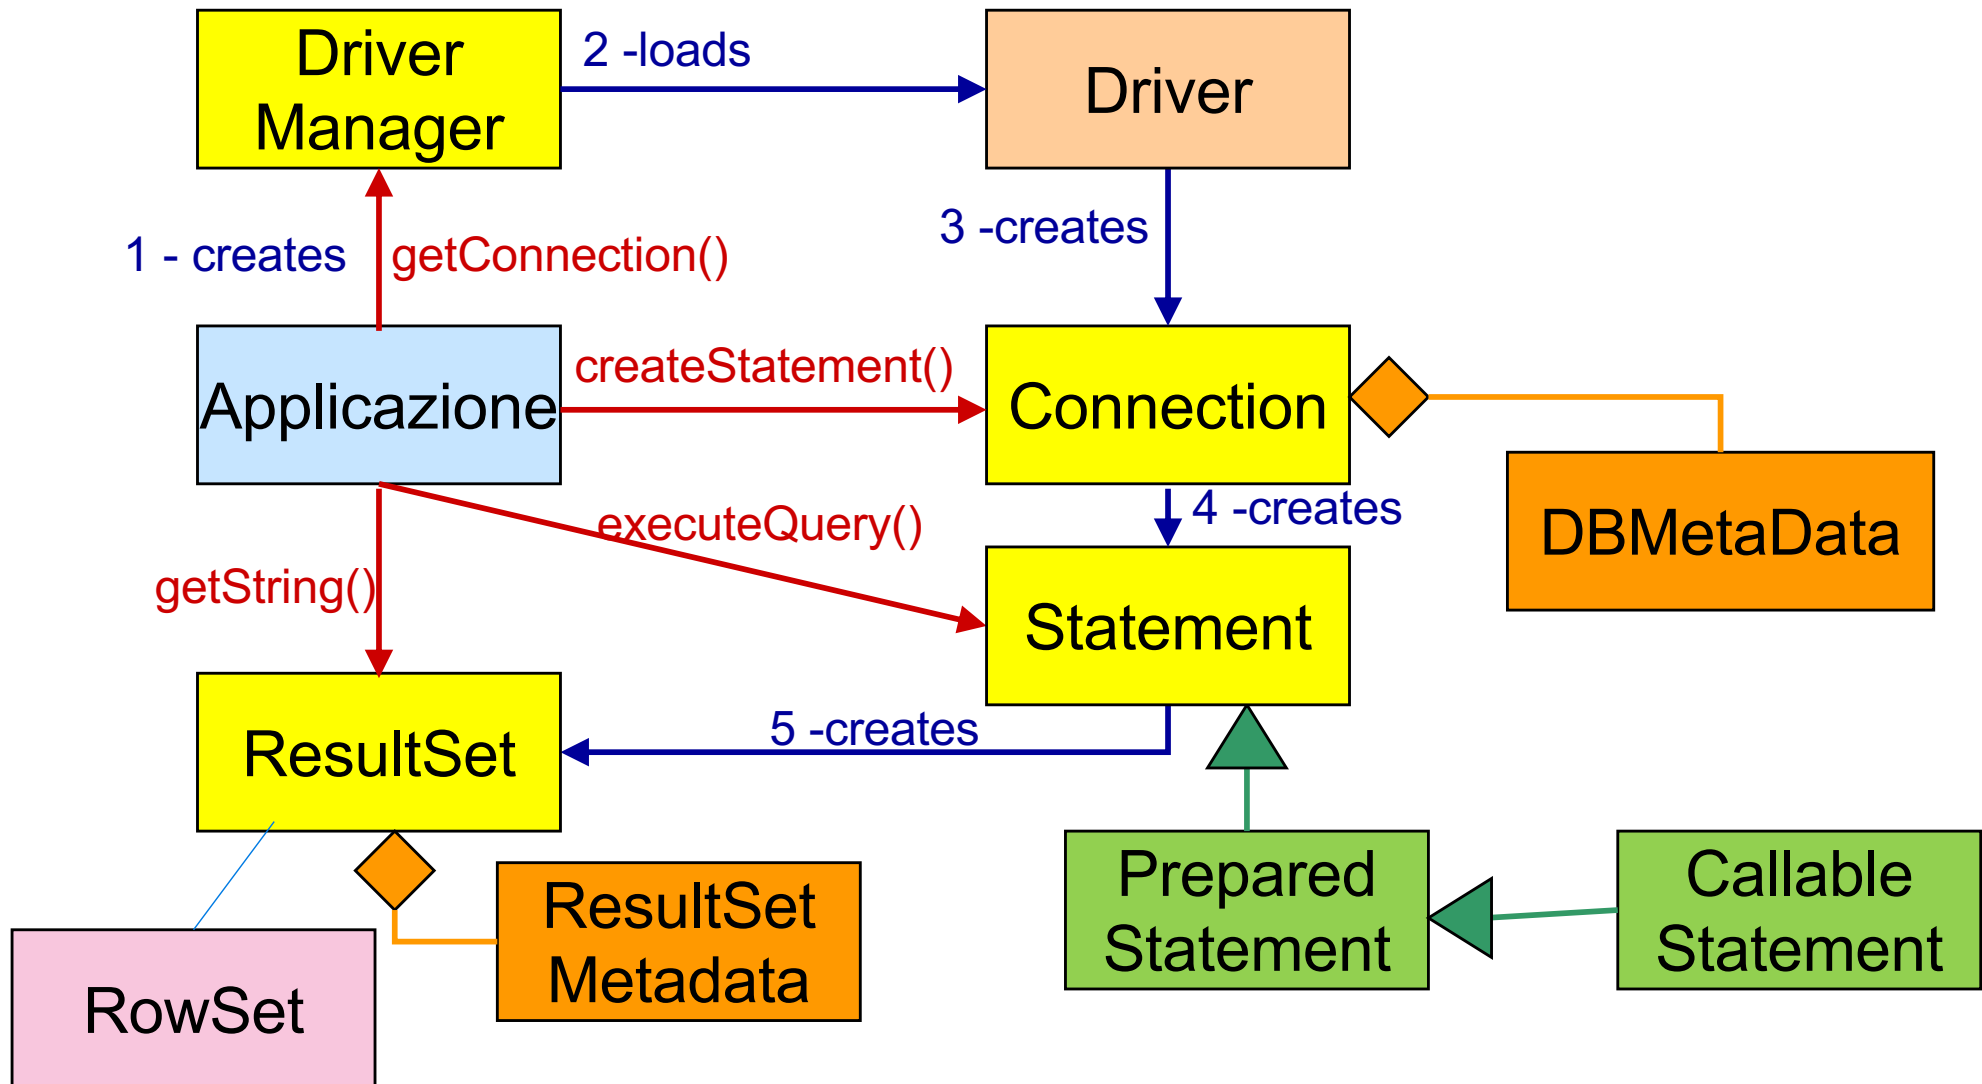 Driver
Manager
2 -loads
Driver
1 - creates
getConnection()
3 -creates
Applicazione
createStatement()
Connection
executeQuery()
4 -creates
DBMetaData
getString()
Statement
ResultSet
5 -creates
ResultSet
Metadata
Prepared
Statement
Callable
Statement
RowSet